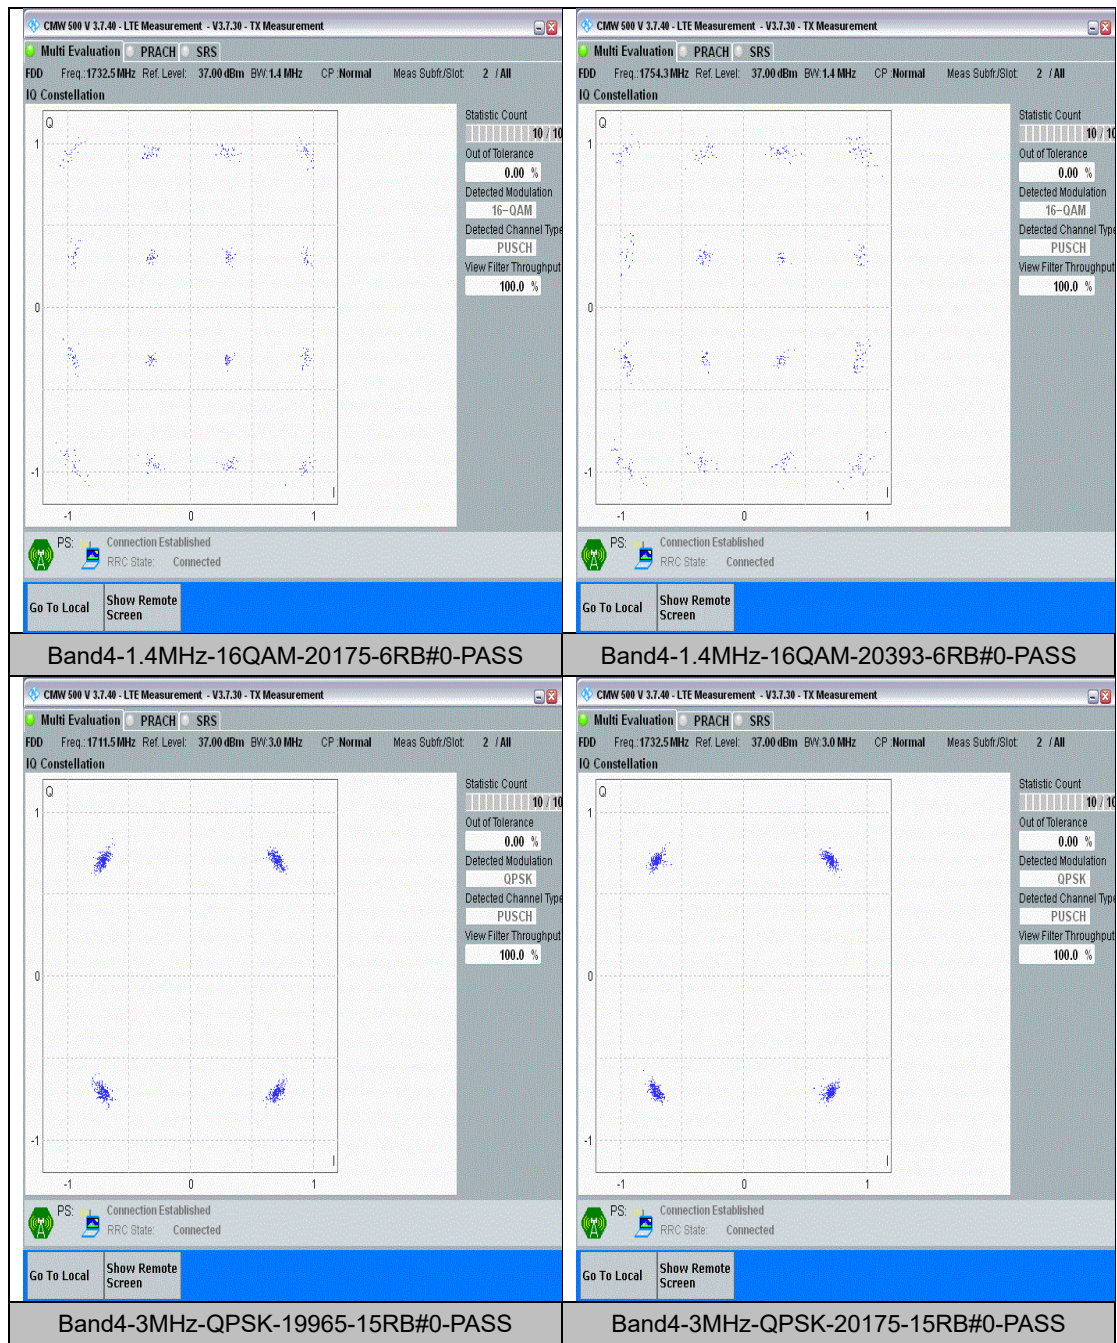 CMW 500 V 3.7.40 - LTE Measurement - V3.7.30 - TX Measurement
Multi Evaluation PRACH SRS
FDD Freq.:1732.5 MHz Ref. Level: 37.00 dBm BW:1.4 MHz CP :Normal Meas Subfr./Slot: 2 / All
IQ Constellation
Q
1
0
-1
-1 0 1
I
Statistic Count
10 / 10
Out of Tolerance
0.00 %
Detected Modulation
16-QAM
Detected Channel Type
PUSCH
View Filter Throughput
100.0 %
PS: Connection Established
RRC State: Connected
Go To Local
Show Remote
Screen
Band4-1.4MHz-16QAM-20175-6RB#0-PASS
CMW 500 V 3.7.40 - LTE Measurement - V3.7.30 - TX Measurement
Multi Evaluation PRACH SRS
FDD Freq.:1754.3 MHz Ref. Level: 37.00 dBm BW:1.4 MHz CP :Normal Meas Subfr./Slot: 2 / All
IQ Constellation
Q
1
0
-1
-1 0 1
I
Statistic Count
10 / 10
Out of Tolerance
0.00 %
Detected Modulation
16-QAM
Detected Channel Type
PUSCH
View Filter Throughput
100.0 %
PS: Connection Established
RRC State: Connected
Go To Local
Show Remote
Screen
Band4-1.4MHz-16QAM-20393-6RB#0-PASS
CMW 500 V 3.7.40 - LTE Measurement - V3.7.30 - TX Measurement
Multi Evaluation PRACH SRS
FDD Freq.:1711.5 MHz Ref. Level: 37.00 dBm BW:3.0 MHz CP :Normal Meas Subfr./Slot: 2 / All
IQ Constellation
Q
1
0
-1
-1 0 1
I
Statistic Count
10 / 10
Out of Tolerance
0.00 %
Detected Modulation
QPSK
Detected Channel Type
PUSCH
View Filter Throughput
100.0 %
PS: Connection Established
RRC State: Connected
Go To Local
Show Remote
Screen
Band4-3MHz-QPSK-19965-15RB#0-PASS
CMW 500 V 3.7.40 - LTE Measurement - V3.7.30 - TX Measurement
Multi Evaluation PRACH SRS
FDD Freq.:1732.5 MHz Ref. Level: 37.00 dBm BW:3.0 MHz CP :Normal Meas Subfr./Slot: 2 / All
IQ Constellation
Q
1
0
-1
-1 0 1
I
Statistic Count
10 / 10
Out of Tolerance
0.00 %
Detected Modulation
QPSK
Detected Channel Type
PUSCH
View Filter Throughput
100.0 %
PS: Connection Established
RRC State: Connected
Go To Local
Show Remote
Screen
Band4-3MHz-QPSK-20175-15RB#0-PASS